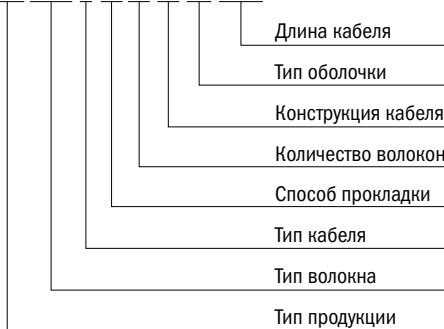 Длина кабеля
Тип оболочки
Конструкция кабеля
Количество волокон
Способ прокладки
Тип кабеля
Тип волокна
Тип продукции